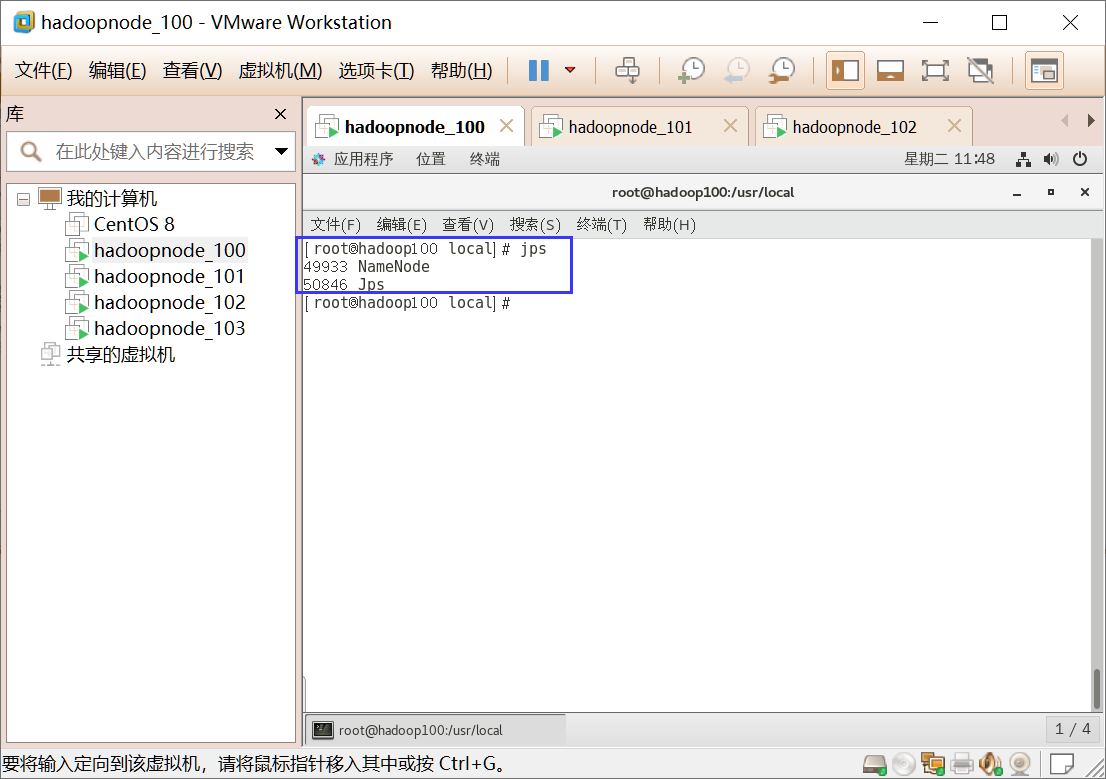 hadoopnode_100 - VMware Workstation
文件(F) 编辑(E) 查看(V) 虚拟机(M) 选项卡(T) 帮助(H)
库
在此处键入内容进行搜索
我的计算机
CentOS 8
hadoopnode_100
hadoopnode_101
hadoopnode_102
hadoopnode_103
共享的虚拟机
hadoopnode_100 hadoopnode_101 hadoopnode_102
应用程序 位置 终端 星期二 11:48
root@hadoop100:/usr/local
文件(F) 编辑(E) 查看(V) 搜索(S) 终端(T) 帮助(H)
[root@hadoop100 local]# jps
49933 NameNode
50846 Jps
[root@hadoop100 local]#
root@hadoop100:/usr/local 1 / 4
要将输入定向到该虚拟机，请将鼠标指针移入其中或按 Ctrl+G。